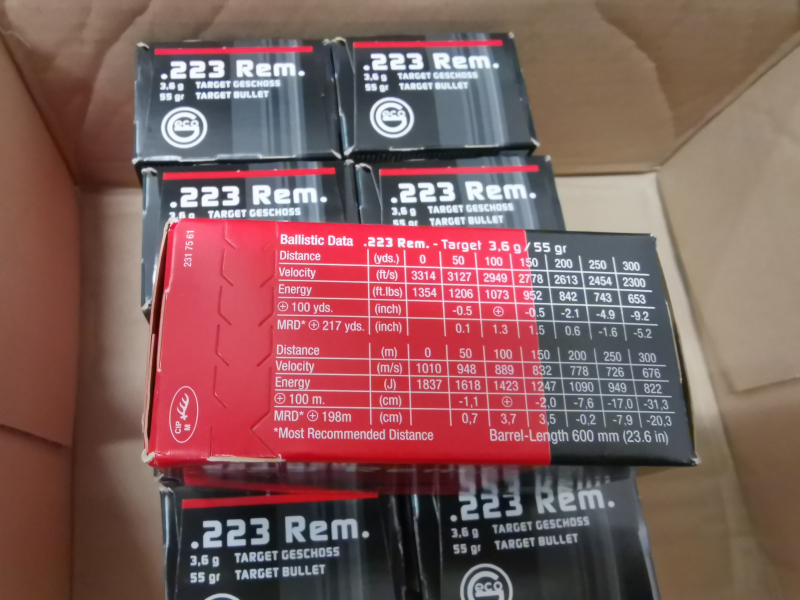 .223 Rem.
3,6 g TARGET GESCHOSS
55 gr TARGET BULLET
geco
.223 Rem.
3,6 g TARGET GESCHOSS
55 gr TARGET BULLET
geco
.223 Rem.
3,6 g TARGET GESCHOSS
.223 Rem.
3,6 g TARGET GESCHOSS
55 gr TARGET BULLET
231 75 61
Ballistic Data .223 Rem. - Target 3,6 g / 55 gr
Distance (yds.) 0 50 100 150 200 250 300
Velocity (ft/s) 3314 3127 2949 2778 2613 2454 2300
Energy (ft.lbs) 1354 1206 1073 952 842 743 653
⊕ 100 yds. (inch) -0.5 ⊕ -0.5 -2.1 -4.9 -9.2
MRD* ⊕ 217 yds. (inch) 0.1 1.3 1.5 0.6 -1.6 -5.2
Distance (m) 0 50 100 150 200 250 300
Velocity (m/s) 1010 948 889 832 778 726 676
Energy (J) 1837 1618 1423 1247 1090 949 822
⊕ 100 m. (cm) -1,1 ⊕ -2,0 -7,6 -17,0 -31,3
MRD* ⊕ 198m (cm) 0,7 3,7 3,5 -0,2 -7,9 -20,3
*Most Recommended Distance Barrel-Length 600 mm (23.6 in)
CIP
M
.223 Rem.
3,6 g TARGET GESCHOSS
55 gr TARGET BULLET
.223 Rem.
3,6 g TARGET GESCHOSS
55 gr TARGET BULLET
geco